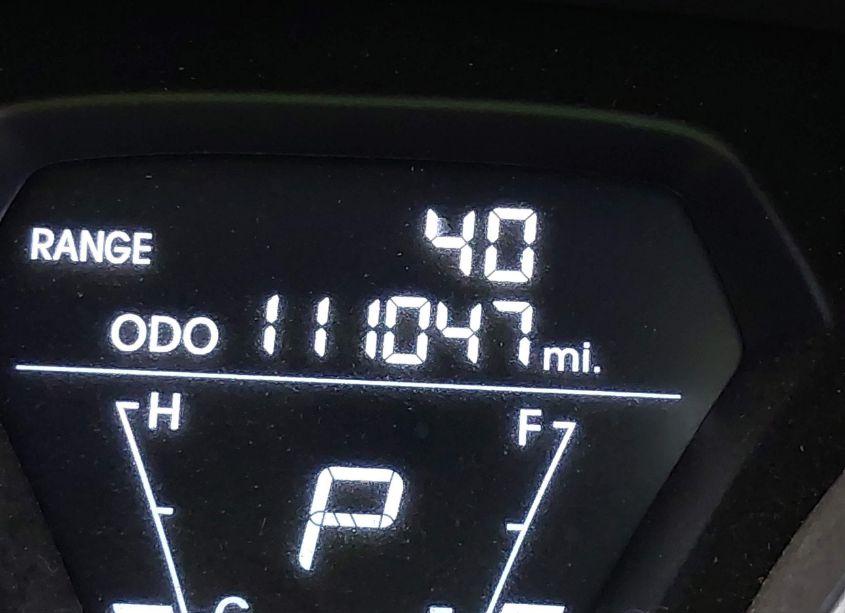 RANGE 40
ODO 111047 mi.
H F
P
C